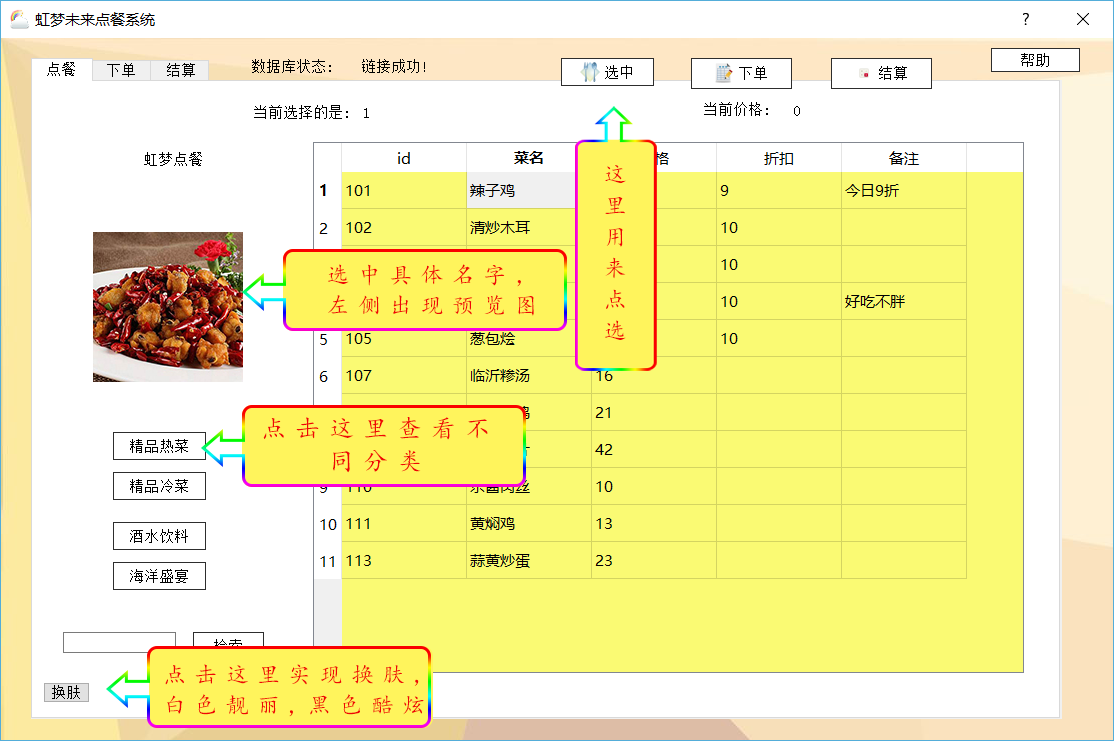 虹梦未来点餐系统
?
点餐 下单 结算
数据库状态: 链接成功!
选中 下单 结算 帮助
当前选择的是: 1
当前价格: 0
虹梦点餐
id 菜名 格 折扣 备注
1 101 辣子鸡 9 今日9折
2 102 清炒木耳 10
10
10 好吃不胖
5 105 葱包烩 10
6 107 临沂糁汤 16
21
42
9 110 京酱肉丝 10
10 111 黄焖鸡 13
11 113 蒜黄炒蛋 23
这里用来点选
选中具体名字,
左侧出现预览图
点击这里查看不
同分类
精品热菜
精品冷菜
酒水饮料
海洋盛宴
检索
换肤
点击这里实现换肤,
白色靓丽,黑色酷炫